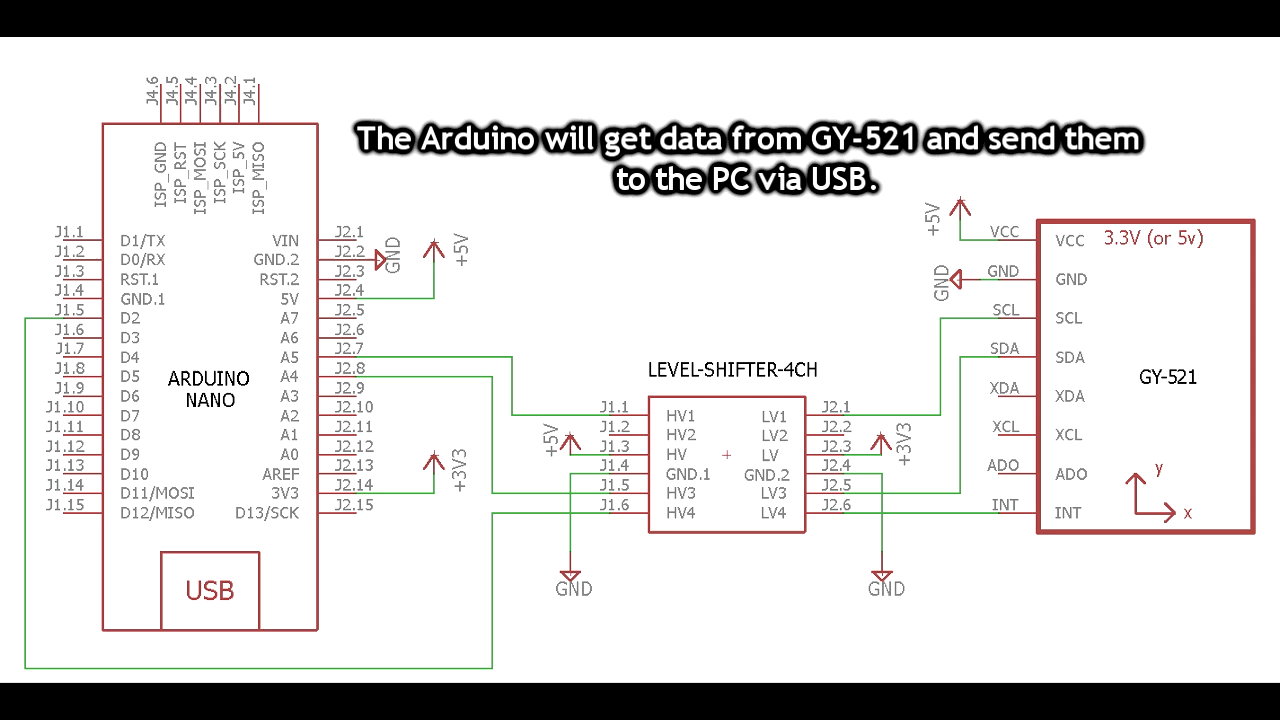 The Arduino will get data from GY-521 and send them
to the PC via USB.
J4.6 J4.5 J4.4 J4.3 J4.2 J4.1
ISP_GND ISP_RST ISP_MOSI ISP_SCK ISP_5V ISP_MISO
J1.1 D1/TX VIN J2.1
J1.2 D0/RX GND.2 J2.2 GND
J1.3 RST.1 RST.2 J2.3
J1.4 GND.1 5V J2.4 +5V
J1.5 D2 A7 J2.5
J1.6 D3 A6 J2.6
J1.7 D4 A5 J2.7
J1.8 D5 A4 J2.8
J1.9 D6 A3 J2.9
J1.10 D7 A2 J2.10
J1.11 D8 A1 J2.11
J1.12 D9 A0 J2.12
J1.13 D10 AREF J2.13
J1.14 D11/MOSI 3V3 J2.14 +3V3
J1.15 D12/MISO D13/SCK J2.15
ARDUINO
NANO
USB
LEVEL-SHIFTER-4CH
J1.1 HV1 LV1 J2.1
J1.2 HV2 LV2 J2.2
+5V J1.3 HV LV J2.3 +3V3
J1.4 GND.1 GND.2 J2.4
J1.5 HV3 LV3 J2.5
J1.6 HV4 LV4 J2.6
GND GND
+5V VCC VCC 3.3V (or 5v)
GND GND GND
SCL SCL
SDA SDA
XDA XDA
XCL XCL
ADO ADO
INT INT
GY-521
y
x